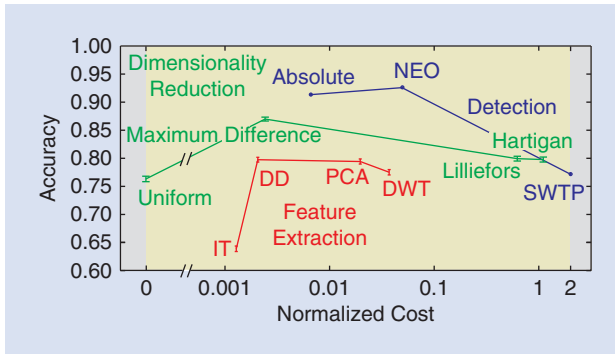 1.00
0.95
0.90
0.85
0.80
0.75
0.70
0.65
0.60
Accuracy
Dimensionality
Reduction
Absolute
NEO
Detection
Maximum Difference
Hartigan
Lilliefors
Uniform
DD
PCA
DWT
SWTP
Feature
Extraction
IT
0 // 0.001 0.01 0.1 1 2
Normalized Cost